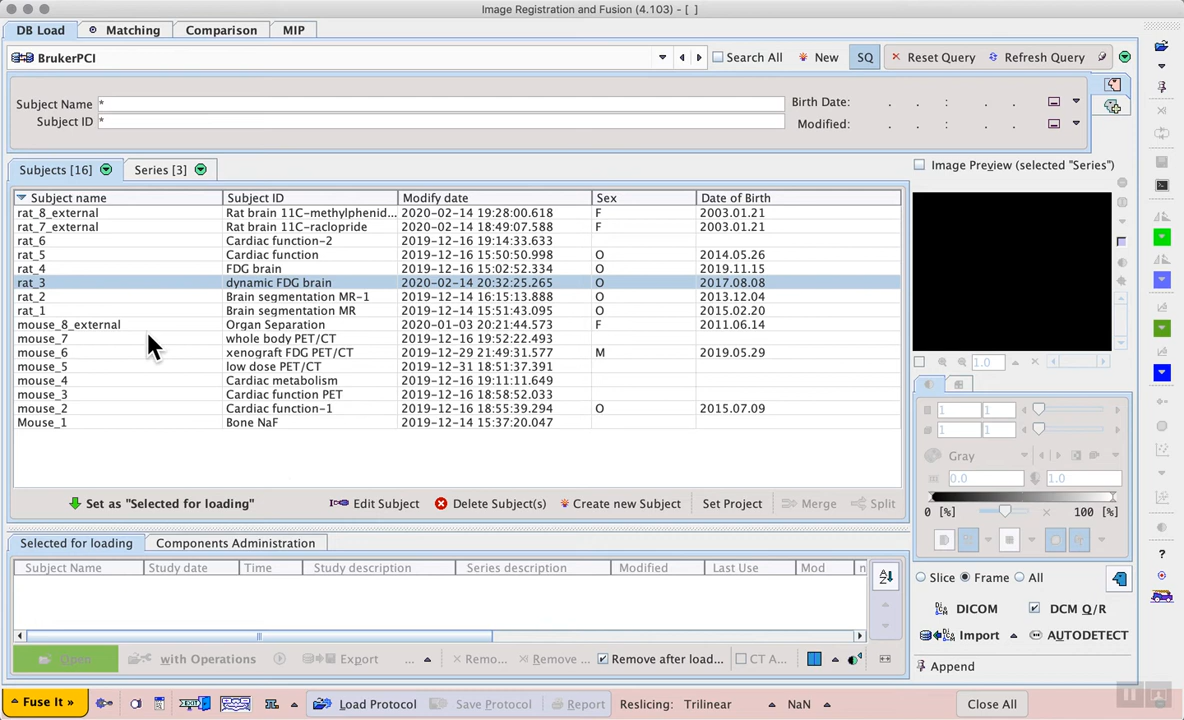 Image Registration and Fusion (4.103) - [ ]
DB Load
Matching
Comparison
MIP
BrukerPCI
Search All
New
SQ
Reset Query
Refresh Query
Subject Name *
Birth Date: . . : . .
Subject ID *
Modified: . . : . .
Subjects [16]
Series [3]
Image Preview (selected "Series")
Subject name Subject ID Modify date Sex Date of Birth
rat_8_external Rat brain 11C-methylphenid... 2020-02-14 19:28:00.618 F 2003.01.21
rat_7_external Rat brain 11C-raclopride 2020-02-14 18:49:07.588 F 2003.01.21
rat_6 Cardiac function-2 2019-12-16 19:14:33.633
rat_5 Cardiac function 2019-12-16 15:50:50.998 O 2014.05.26
rat_4 FDG brain 2019-12-16 15:02:52.334 O 2019.11.15
rat_3 dynamic FDG brain 2020-02-14 20:32:25.265 O 2017.08.08
rat_2 Brain segmentation MR-1 2019-12-14 16:15:13.888 O 2013.12.04
rat_1 Brain segmentation MR 2019-12-14 15:51:43.095 O 2015.02.20
mouse_8_external Organ Separation 2020-01-03 20:21:44.573 F 2011.06.14
mouse_7 whole body PET/CT 2019-12-16 19:52:22.493
mouse_6 xenograft FDG PET/CT 2019-12-29 21:49:31.577 M 2019.05.29
mouse_5 low dose PET/CT 2019-12-31 18:51:37.391
mouse_4 Cardiac metabolism 2019-12-16 19:11:11.649
mouse_3 Cardiac function PET 2019-12-16 18:58:52.033
mouse_2 Cardiac function-1 2019-12-16 18:55:39.294 O 2015.07.09
Mouse_1 Bone NaF 2019-12-14 15:37:20.047
1.0
1 1
1 1
Gray
0.0 1.0
0 [%] 100 [%]
Set as "Selected for loading"
Edit Subject
Delete Subject(s)
Create new Subject
Set Project
Merge
Split
Selected for loading
Components Administration
Subject Name Study date Time Study description Series description Modified Last Use Mod
Slice Frame All
DICOM
DCM Q/R
Import
AUTODETECT
Open
with Operations
Export
...
Remo...
Remove ...
Remove after load...
CT A...
Append
Fuse It »
Load Protocol
Save Protocol
Report
Reslicing: Trilinear
NaN
Close All